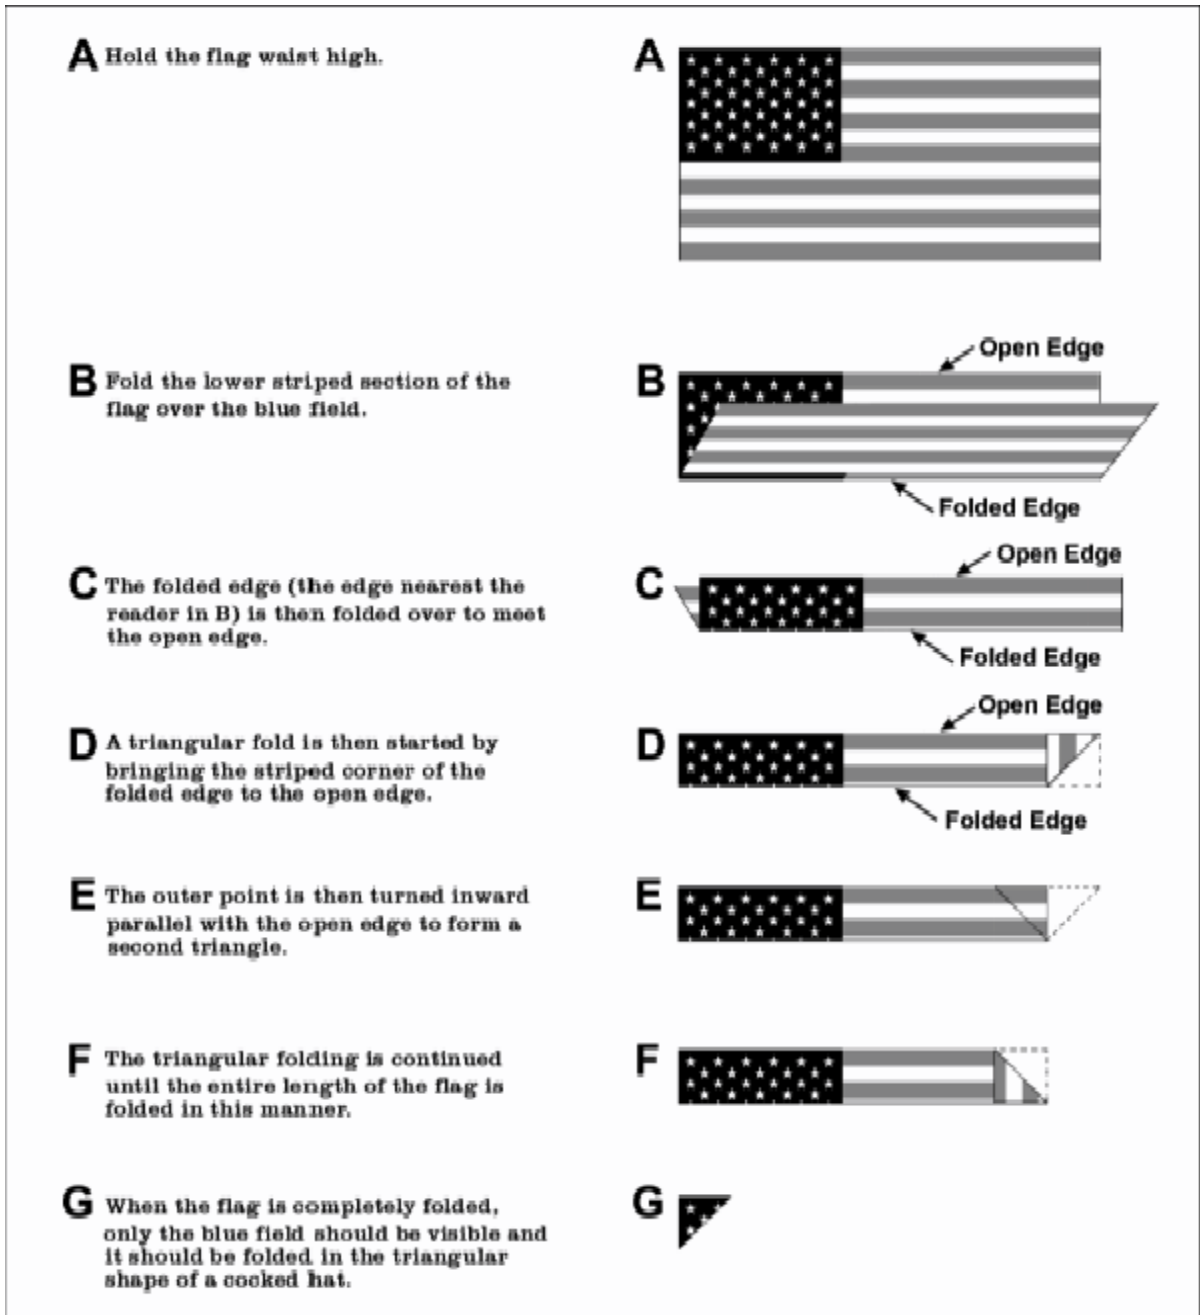 A Hold the flag waist high.
A
B Fold the lower striped section of the
flag over the blue field.
B
Open Edge
Folded Edge
C The folded edge (the edge nearest the
reader in B) is then folded over to meet
the open edge.
C
Open Edge
Folded Edge
D A triangular fold is then started by
bringing the striped corner of the
folded edge to the open edge.
D
Open Edge
Folded Edge
E The outer point is then turned inward
parallel with the open edge to form a
second triangle.
E
F The triangular folding is continued
until the entire length of the flag is
folded in this manner.
F
G When the flag is completely folded,
only the blue field should be visible and
it should be folded in the triangular
shape of a cocked hat.
G